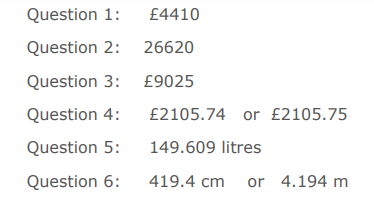 Question 1: £4410
Question 2: 26620
Question 3: £9025
Question 4: £2105.74 or £2105.75
Question 5: 149.609 litres
Question 6: 419.4 cm or 4.194 m